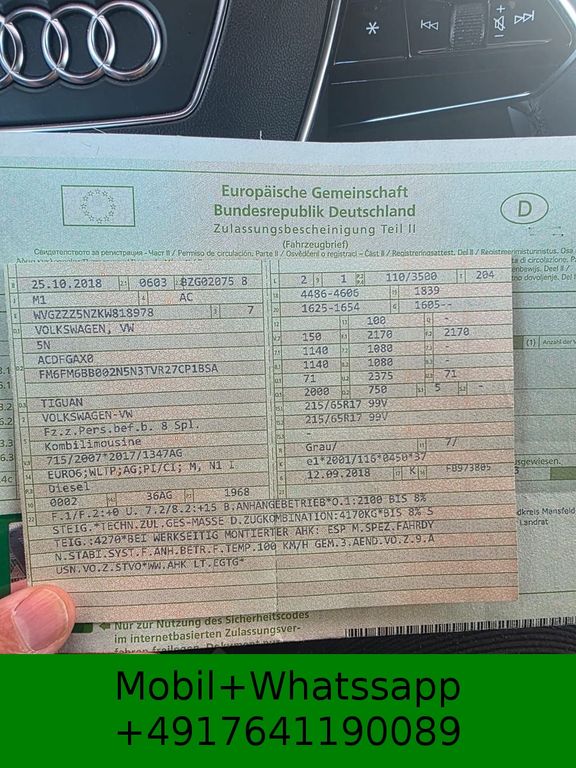 Europäische Gemeinschaft
Bundesrepublik Deutschland
D
Zulassungsbescheinigung Teil II
(Fahrzeugbrief)
25.10.2018 0603 BZG02075 8
M1 AC
WVGZZZ5NZKW818978 7
VOLKSWAGEN, VW
5N
ACDFGAX0
FM6FM6BB002N5N3TVR27CP1BSA
TIGUAN
VOLKSWAGEN-VW
Fz.z.Pers.bef.b. 8 Spl.
Kombilimousine
715/2007*2017/1347AG
EURO6;WLTP;AG;PI/CI; M, N1 I
Diesel
0002 36AG 1968
2 1 110/3500 204
4486-4606 1839
1625-1654 1605--
100 -
150 2170 2170
1140 1080 -
1140 1080 -
71 2375 71
2000 750 5 -
215/65R17 99V
215/65R17 99V
-
Grau/ 7/
e1*2001/116*0450*37
12.09.2018 K FB973805
F.1/F.2:+0 U. 7.2/8.2:+15 B.ANHANGEBETRIEB*O.1:2100 BIS 8%
STEIG.*TECHN.ZUL.GES-MASSE D.ZUGKOMBINATION:4170KG*BIS 8% S
TEIG.:4270*BEI WERKSEITIG MONTIERTER AHK: ESP M.SPEZ.FAHRDY
N.STABI.SYST.F.ANH.BETR.F.TEMP.100 KM/H GEM.3.AEND.VO.Z.9.A
USN.VO.Z.STVO*WW.AHK LT.EGTG*
ausgewiesen.
dkreis Mansfeld
Landrat
Nur zur Nutzung des Sicherheitscodes
im internetbasierten Zulassungsver-
Mobil+Whatssapp
+4917641190089